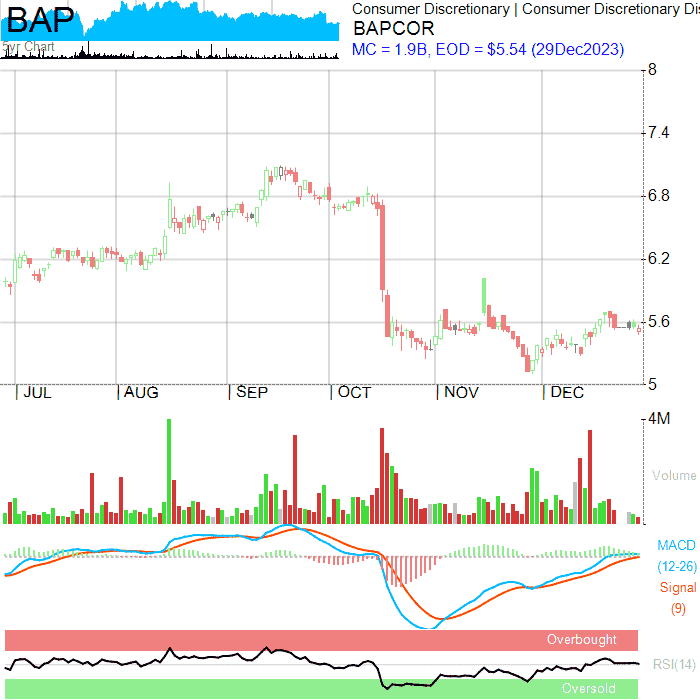 BAP
5yr Chart
Consumer Discretionary | Consumer Discretionary Dis
BAPCOR
MC = 1.9B, EOD = $5.54 (29Dec2023)
8
7.4
6.8
6.2
5.6
5
JUL AUG SEP OCT NOV DEC
4M
Volume
MACD
(12-26)
Signal
(9)
Overbought
RSI(14)
Oversold